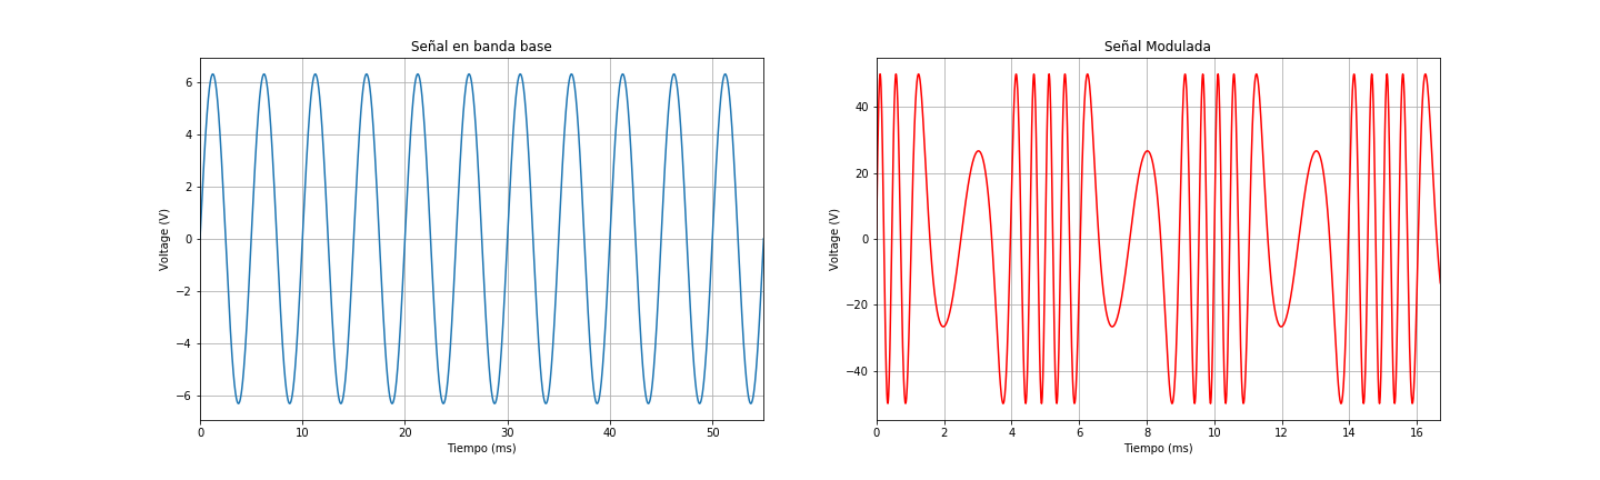 Señal en banda base
Voltage (V)
6
4
2
0
−2
−4
−6
0 10 20 30 40 50
Tiempo (ms)
Señal Modulada
Voltage (V)
40
20
0
−20
−40
0 2 4 6 8 10 12 14 16
Tiempo (ms)